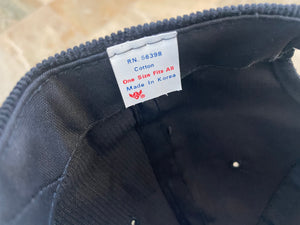 RN. 56398
Cotton
One Size Fits All
Made In Korea